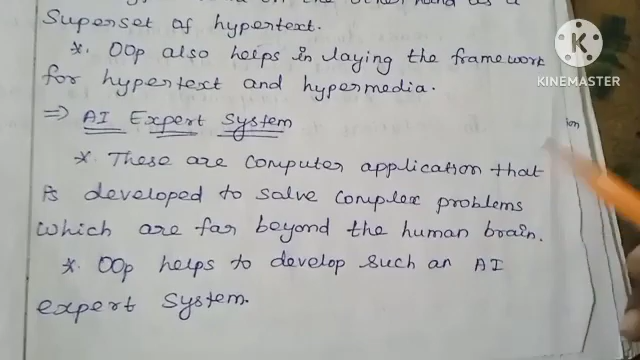 Superset of hypertext.
*. OOp also helps in laying the framework
for hypertext and hypermedia.
⇒ AI Expert System
*. These are computer application that
is developed to solve complex problems
which are far beyond the human brain.
*. OOp helps to develop such an AI
expert system.
KINEMASTER